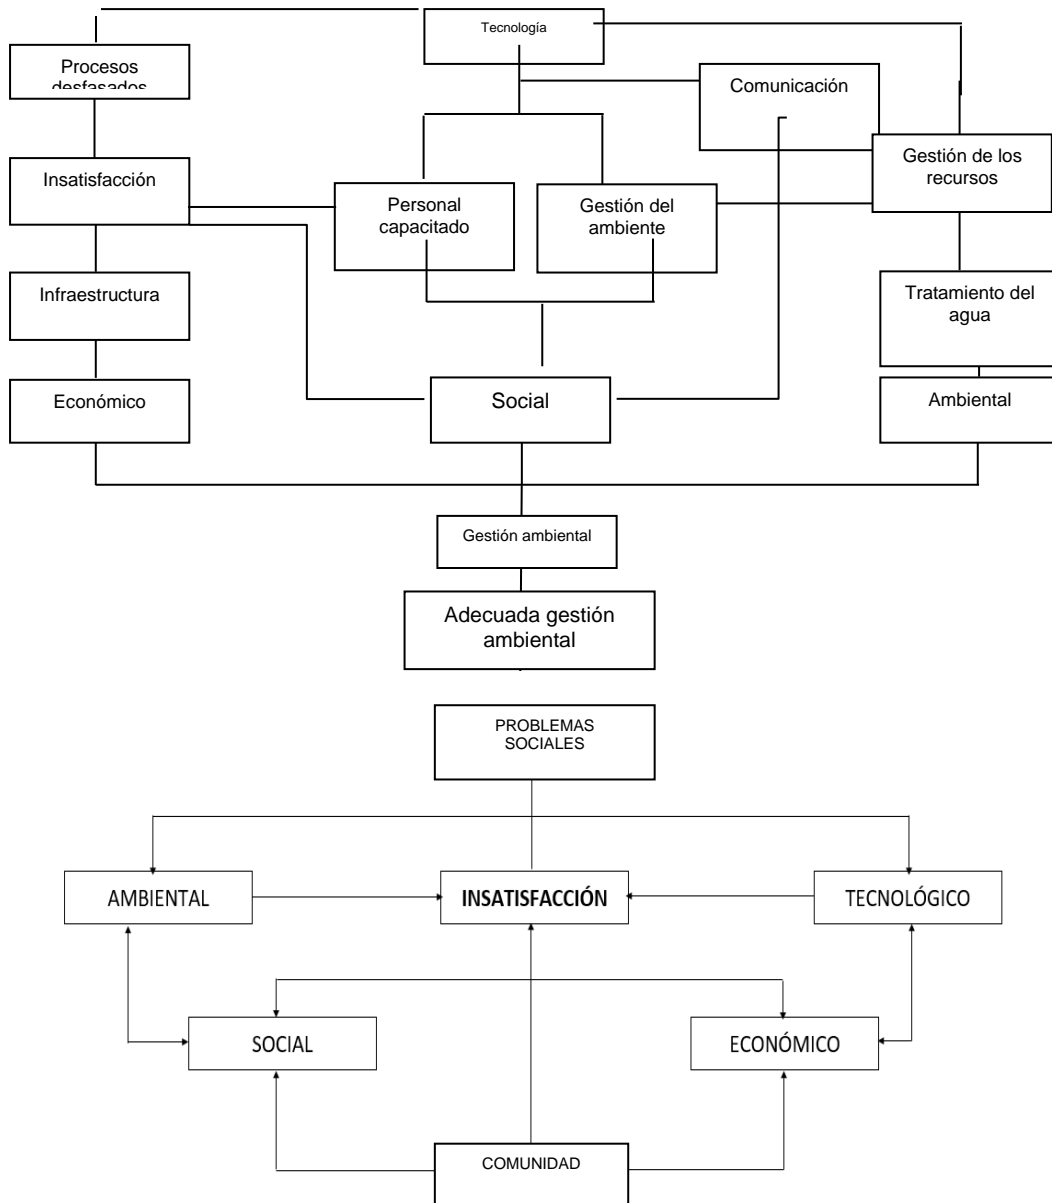 Tecnología
Procesos
desfasados
Comunicación
Gestión de los
recursos
Insatisfacción
Personal
capacitado
Gestión del
ambiente
Infraestructura
Tratamiento del
agua
Económico
Social
Ambiental
Gestión ambiental
Adecuada gestión
ambiental
PROBLEMAS
SOCIALES
AMBIENTAL
INSATISFACCIÓN
TECNOLÓGICO
SOCIAL
ECONÓMICO
COMUNIDAD